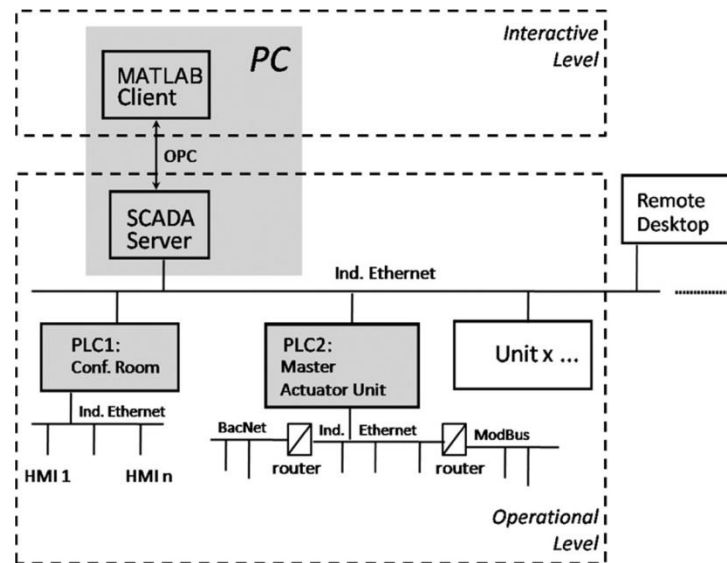 Interactive
Level
PC
MATLAB
Client
OPC
SCADA
Server
Remote
Desktop
Ind. Ethernet
PLC1:
Conf. Room
PLC2:
Master
Actuator Unit
Unit x ...
Ind. Ethernet
HMI 1
HMI n
BacNet
Ind. Ethernet
ModBus
router
router
Operational
Level